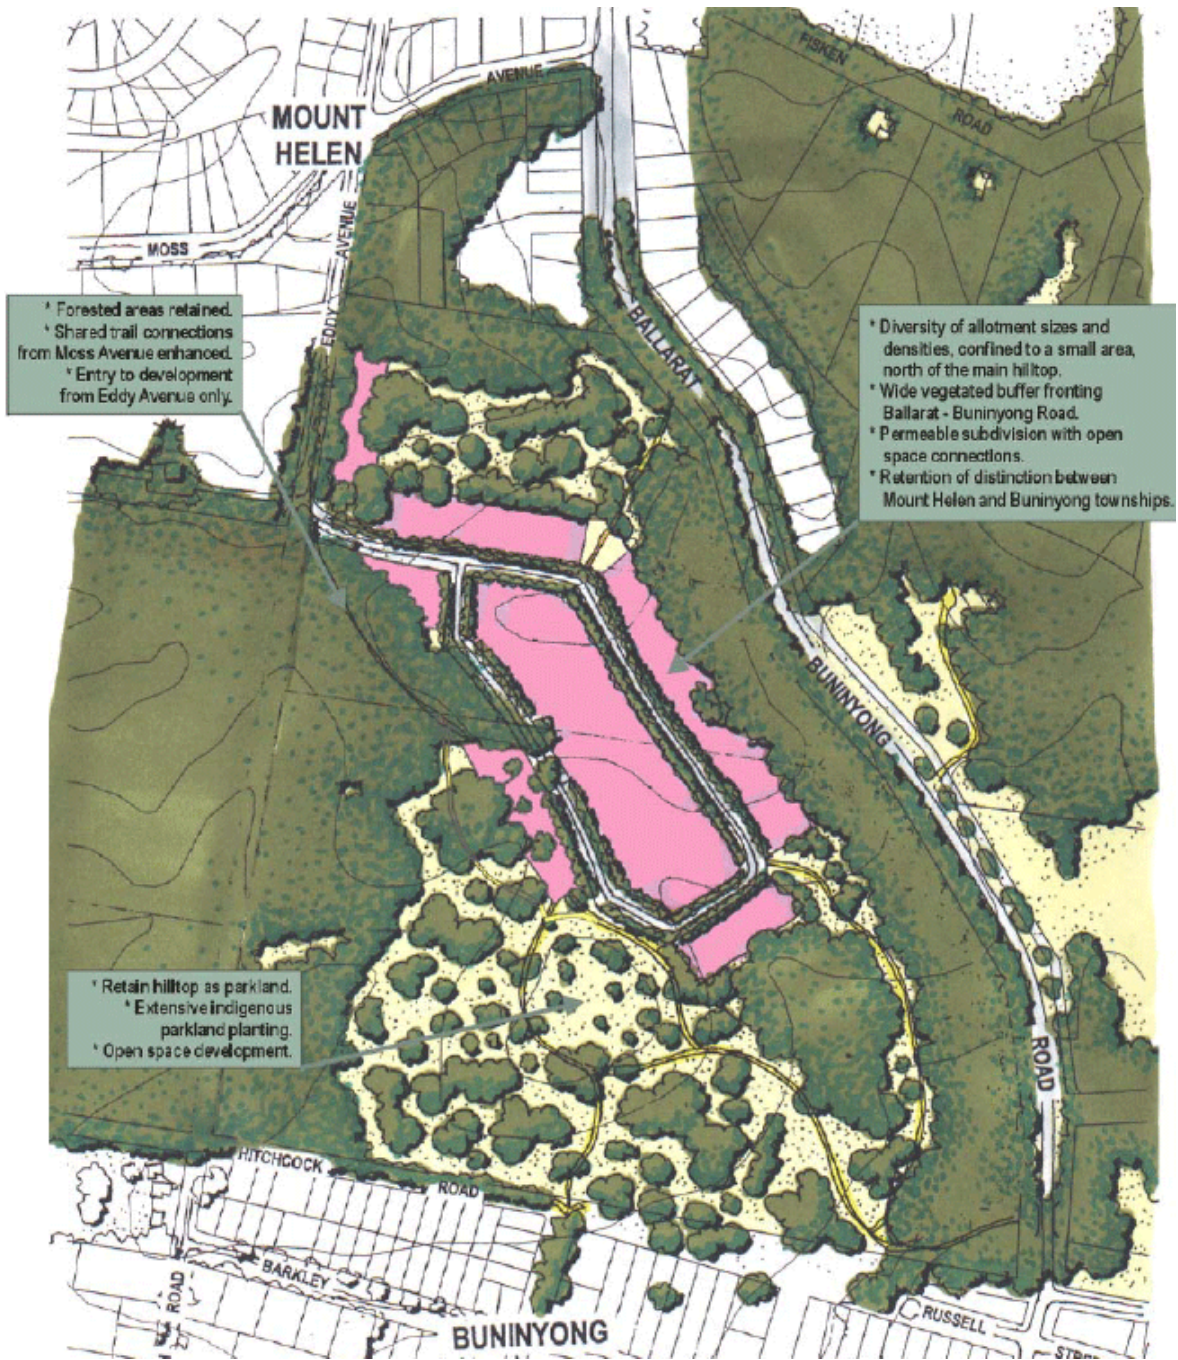 FISKEN
ROAD
AVENUE
MOUNT
HELEN
MOSS
EDDY AVENUE
* Forested areas retained.
* Shared trail connections
from Moss Avenue enhanced.
* Entry to development
from Eddy Avenue only.
BALLARAT
* Diversity of allotment sizes and
densities, confined to a small area,
north of the main hilltop.
* Wide vegetated buffer fronting
Ballarat - Buninyong Road.
* Permeable subdivision with open
space connections.
* Retention of distinction between
Mount Helen and Buninyong townships.
BUNINYONG
* Retain hilltop as parkland.
* Extensive indigenous
parkland planting.
* Open space development.
ROAD
HITCHCOCK
ROAD
BARKLEY
ROAD
RUSSELL
BUNINYONG